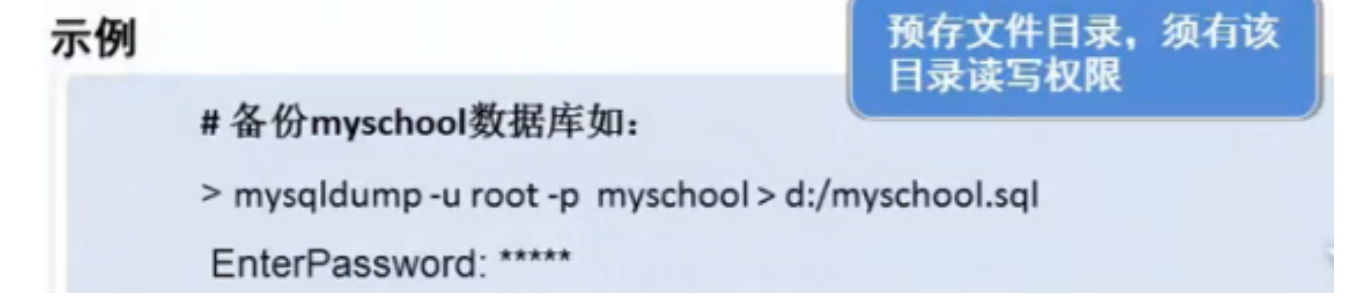 示例
预存文件目录，须有该
目录读写权限
# 备份myschool数据库如：
> mysqldump -u root -p  myschool > d:/myschool.sql
EnterPassword: *****